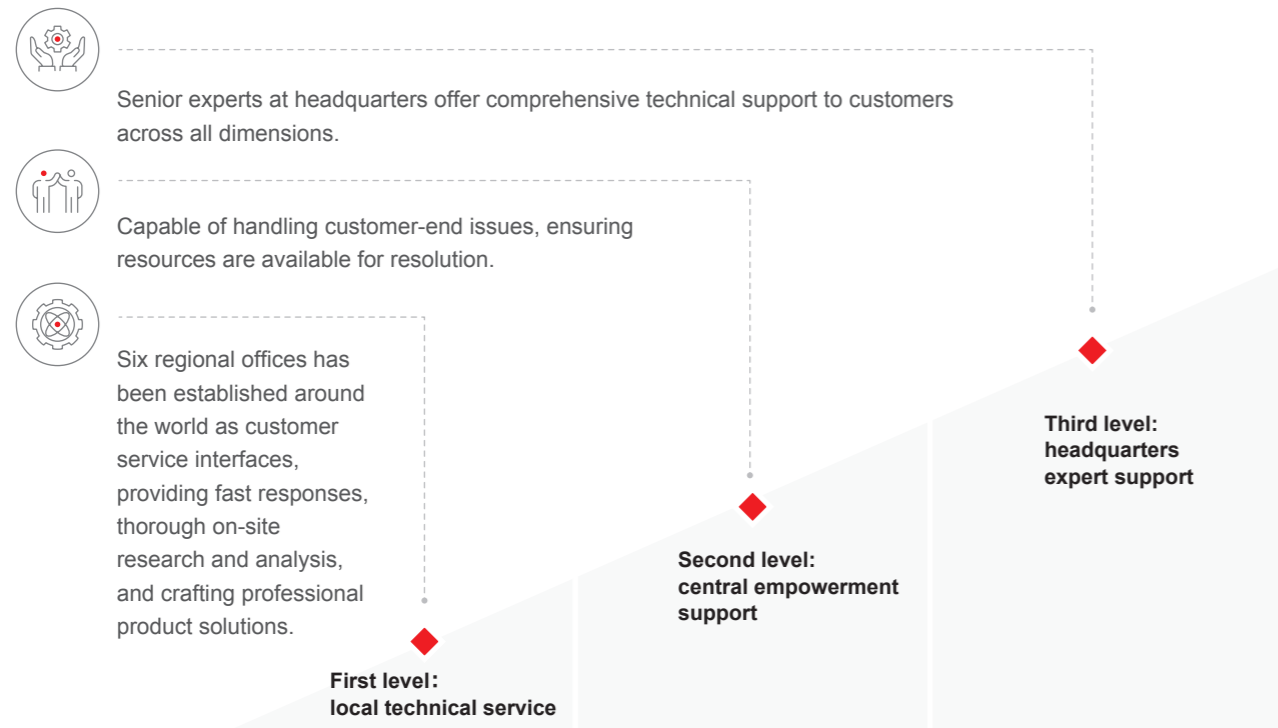 Senior experts at headquarters offer comprehensive technical support to customers
across all dimensions.
Capable of handling customer-end issues, ensuring
resources are available for resolution.
Six regional offices has
been established around
the world as customer
service interfaces,
providing fast responses,
thorough on-site
research and analysis,
and crafting professional
product solutions.
Third level:
headquarters
expert support
Second level:
central empowerment
support
First level:
local technical service